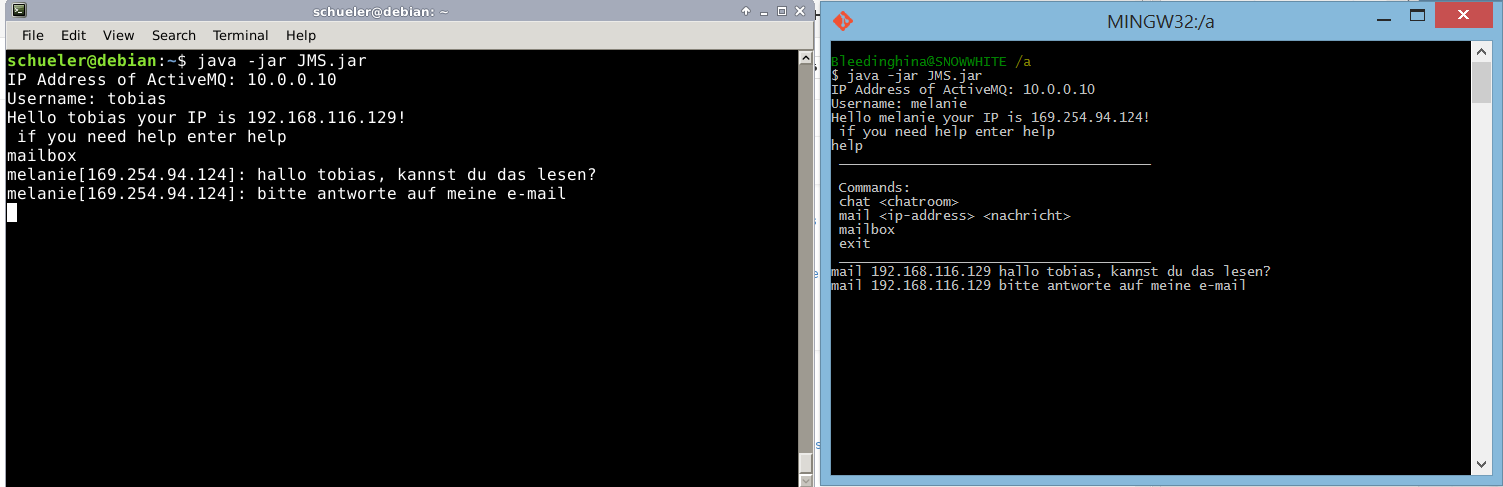 schueler@debian: ~
File Edit View Search Terminal Help
schueler@debian:~$ java -jar JMS.jar
IP Address of ActiveMQ: 10.0.0.10
Username: tobias
Hello tobias your IP is 192.168.116.129!
if you need help enter help
mailbox
melanie[169.254.94.124]: hallo tobias, kannst du das lesen?
melanie[169.254.94.124]: bitte antworte auf meine e-mail
MINGW32:/a
Bleedinghina@SNOWWHITE /a
$ java -jar JMS.jar
IP Address of ActiveMQ: 10.0.0.10
Username: melanie
Hello melanie your IP is 169.254.94.124!
if you need help enter help
help
Commands:
chat <chatroom>
mail <ip-address> <nachricht>
mailbox
exit
mail 192.168.116.129 hallo tobias, kannst du das lesen?
mail 192.168.116.129 bitte antworte auf meine e-mail